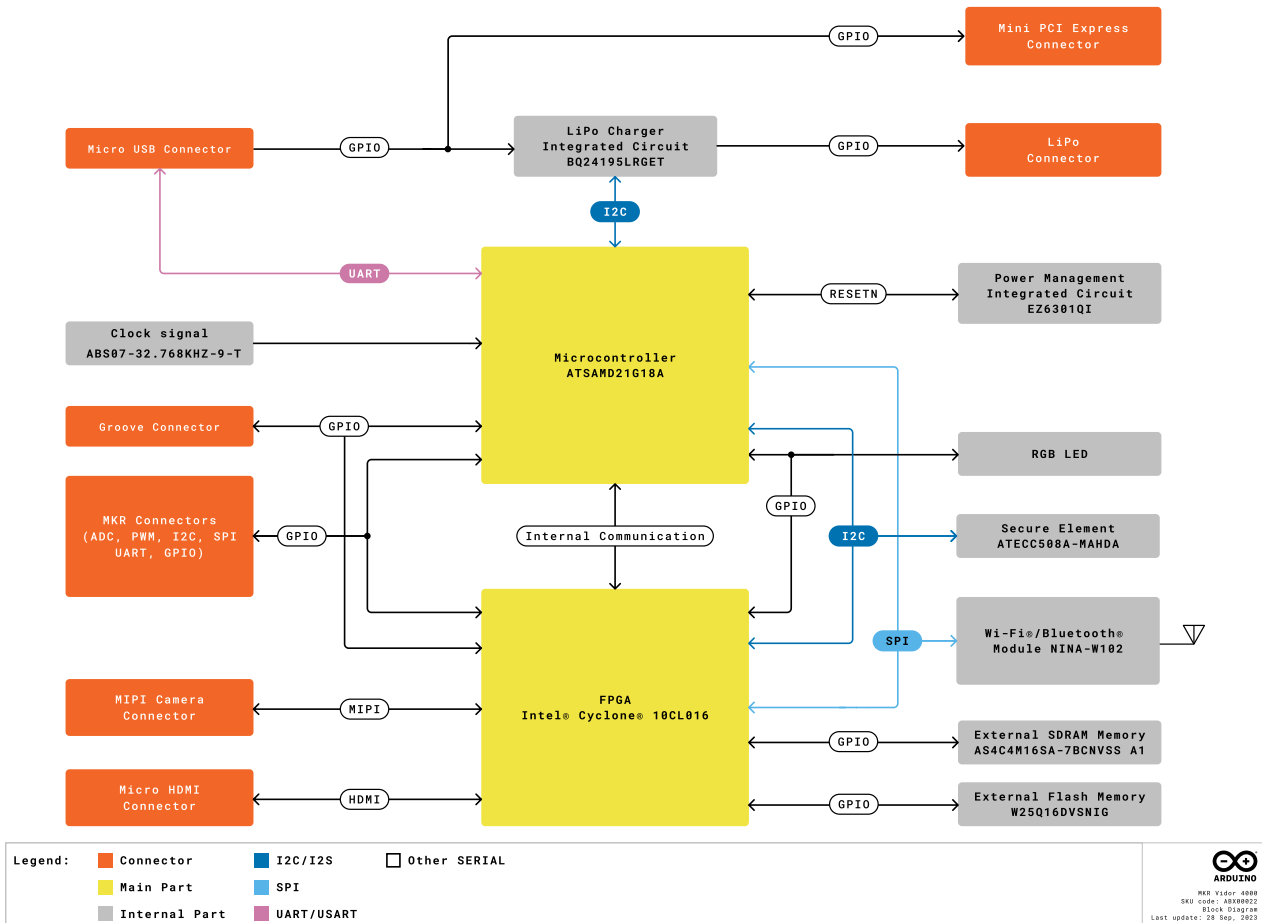 Mini PCI Express
Connector
GPIO
Micro USB Connector
GPIO
LiPo Charger
Integrated Circuit
BQ24195LRGET
GPIO
LiPo
Connector
I2C
UART
Power Management
Integrated Circuit
EZ6301QI
RESETN
Clock signal
ABS07-32.768KHZ-9-T
Microcontroller
ATSAMD21G18A
Groove Connector
GPIO
RGB LED
GPIO
MKR Connectors
(ADC, PWM, I2C, SPI
UART, GPIO)
GPIO
Internal Communication
I2C
Secure Element
ATECC508A-MAHDA
SPI
Wi-Fi®/Bluetooth®
Module NINA-W102
MIPI Camera
Connector
MIPI
FPGA
Intel® Cyclone® 10CL016
GPIO
External SDRAM Memory
AS4C4M16SA-7BCNVSS A1
Micro HDMI
Connector
HDMI
GPIO
External Flash Memory
W25Q16DVSNIG
Legend:
Connector
I2C/I2S
Other SERIAL
Main Part
SPI
Internal Part
UART/USART
ARDUINO
MKR Vidor 4000
SKU code: ABX00022
Block Diagram
Last update: 28 Sep, 2023